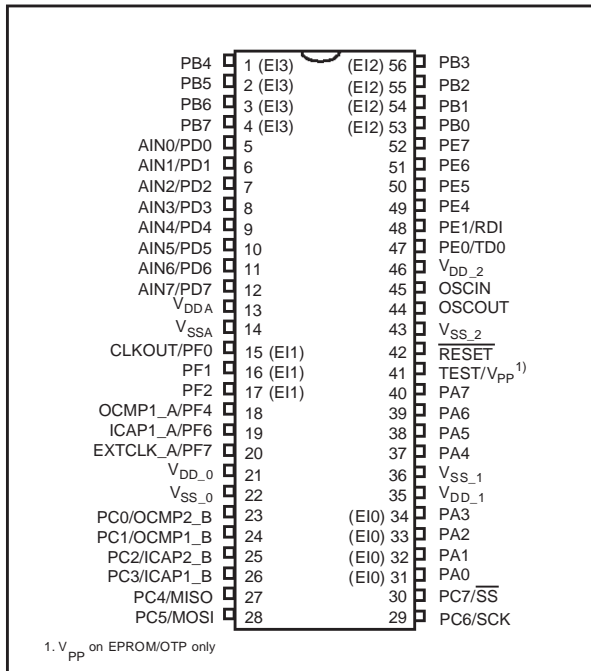 PB4 1 (EI3) (EI2) 56 PB3
PB5 2 (EI3) (EI2) 55 PB2
PB6 3 (EI3) (EI2) 54 PB1
PB7 4 (EI3) (EI2) 53 PB0
AIN0/PD0 5 52 PE7
AIN1/PD1 6 51 PE6
AIN2/PD2 7 50 PE5
AIN3/PD3 8 49 PE4
AIN4/PD4 9 48 PE1/RDI
AIN5/PD5 10 47 PE0/TD0
AIN6/PD6 11 46 VDD_2
AIN7/PD7 12 45 OSCIN
VDDA 13 44 OSCOUT
VSSA 14 43 VSS_2
CLKOUT/PF0 15 (EI1) 42 RESET
PF1 16 (EI1) 41 TEST/VPP 1)
PF2 17 (EI1) 40 PA7
OCMP1_A/PF4 18 39 PA6
ICAP1_A/PF6 19 38 PA5
EXTCLK_A/PF7 20 37 PA4
VDD_0 21 36 VSS_1
VSS_0 22 35 VDD_1
PC0/OCMP2_B 23 (EI0) 34 PA3
PC1/OCMP1_B 24 (EI0) 33 PA2
PC2/ICAP2_B 25 (EI0) 32 PA1
PC3/ICAP1_B 26 (EI0) 31 PA0
PC4/MISO 27 30 PC7/SS
PC5/MOSI 28 29 PC6/SCK
1. VPP on EPROM/OTP only